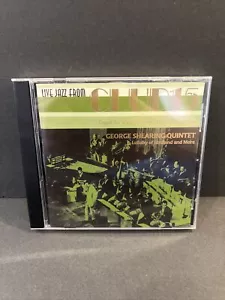 LIVE JAZZ FROM
CLUB
GEORGE SHEARING QUINTET
Lullaby of Birdland and More